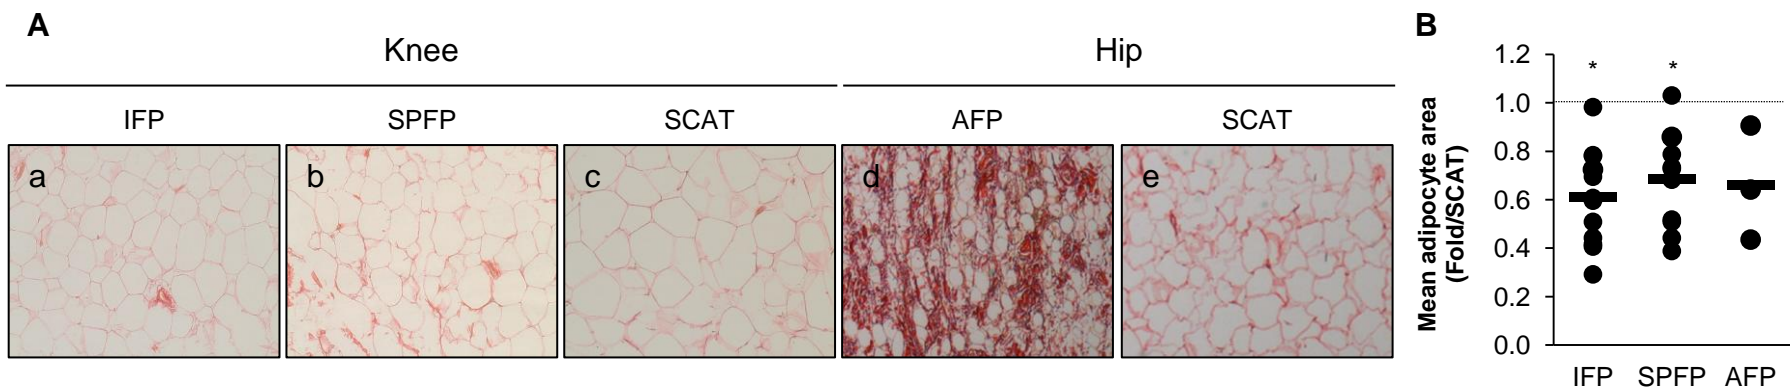 A
Knee
Hip
IFP
SPFP
SCAT
AFP
SCAT
a
b
c
d
e
B
Mean adipocyte area
(Fold/SCAT)
1.2
1.0
0.8
0.6
0.4
0.2
0.0
*
*
IFP
SPFP
AFP